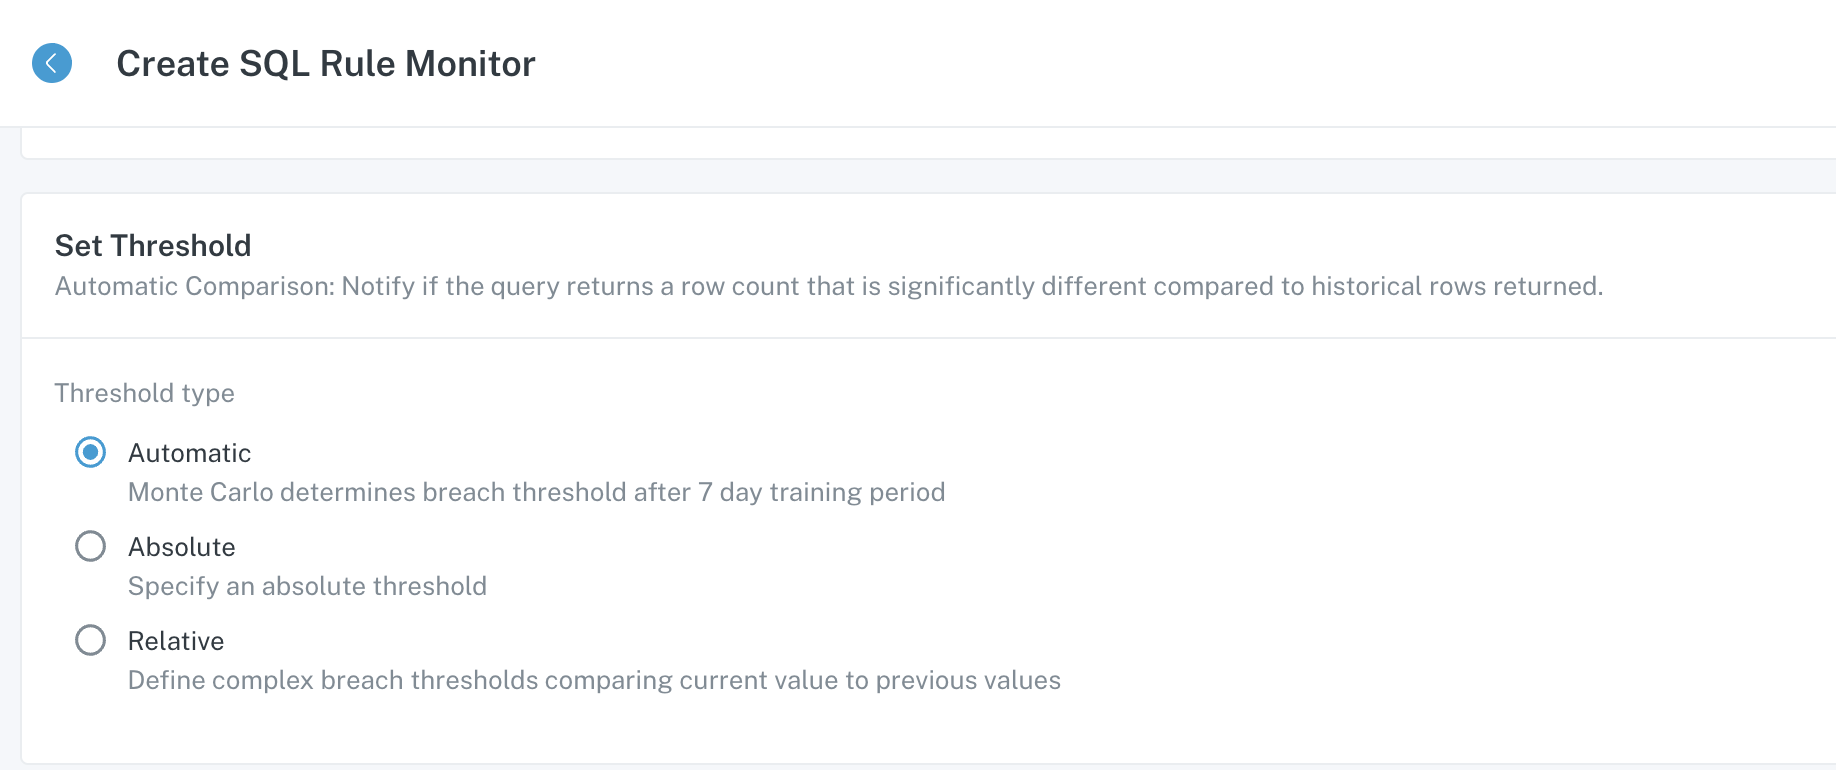 Create SQL Rule Monitor
Set Threshold
Automatic Comparison: Notify if the query returns a row count that is significantly different compared to historical rows returned.
Threshold type
Automatic
Monte Carlo determines breach threshold after 7 day training period
Absolute
Specify an absolute threshold
Relative
Define complex breach thresholds comparing current value to previous values